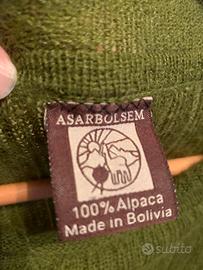 ASARBOLSEM
100% Alpaca
Made in Bolivia
subito